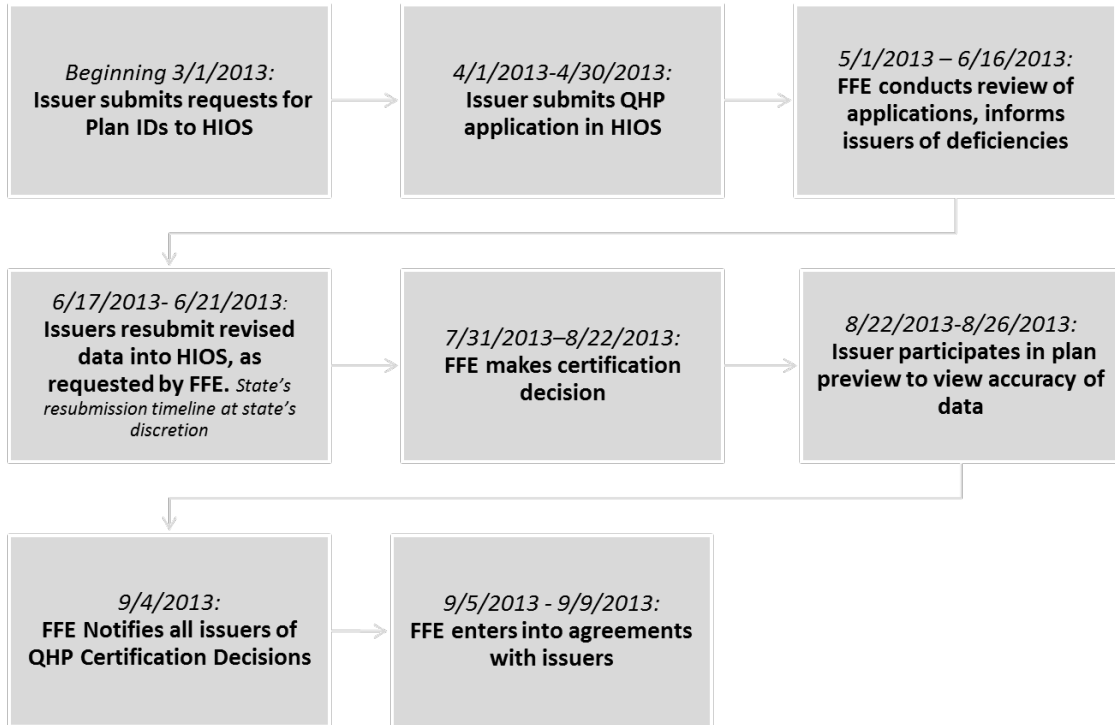 Beginning 3/1/2013:
Issuer submits requests for
Plan IDs to HIOS
4/1/2013-4/30/2013:
Issuer submits QHP
application in HIOS
5/1/2013 – 6/16/2013:
FFE conducts review of
applications, informs
issuers of deficiencies
6/17/2013- 6/21/2013:
Issuers resubmit revised
data into HIOS, as
requested by FFE. State's
resubmission timeline at state's
discretion
7/31/2013–8/22/2013:
FFE makes certification
decision
8/22/2013-8/26/2013:
Issuer participates in plan
preview to view accuracy of
data
9/4/2013:
FFE Notifies all issuers of
QHP Certification Decisions
9/5/2013 - 9/9/2013:
FFE enters into agreements
with issuers